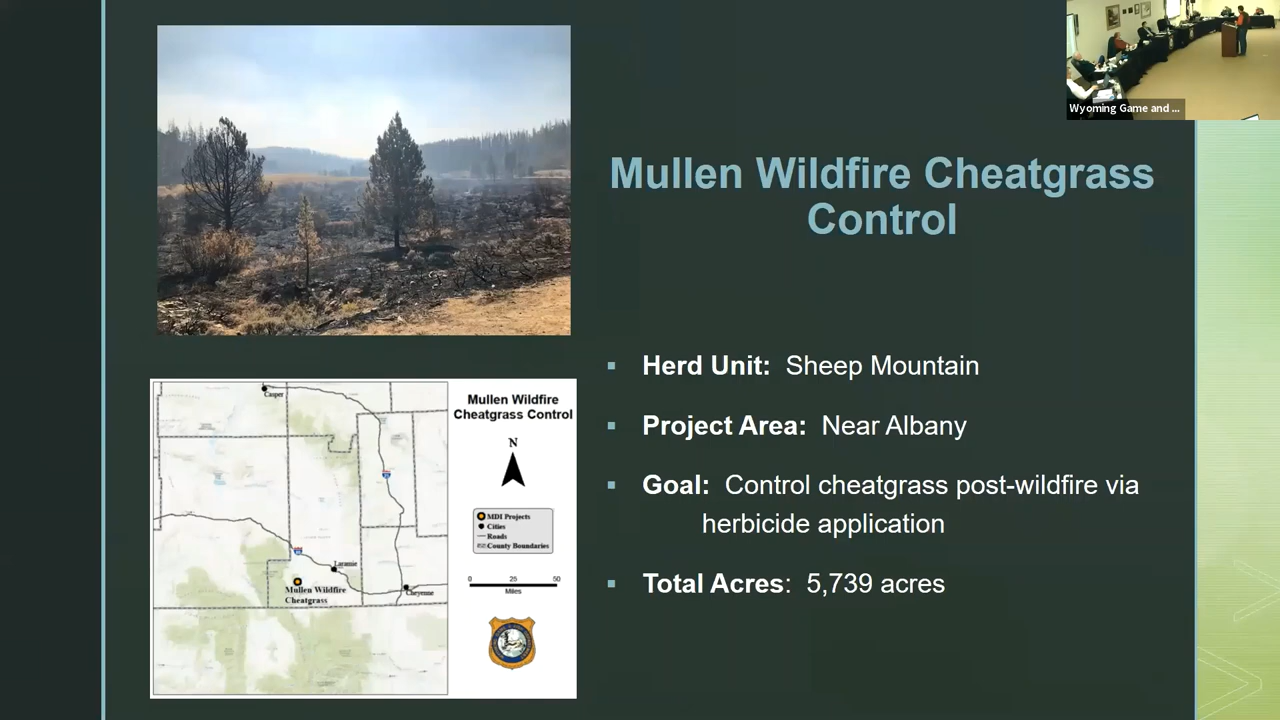 Wyoming Game and ...
Mullen Wildfire Cheatgrass
Control
▪ Herd Unit: Sheep Mountain
▪ Project Area: Near Albany
▪ Goal: Control cheatgrass post-wildfire via
herbicide application
▪ Total Acres: 5,739 acres
Mullen Wildfire
Cheatgrass Control
N
MDI Projects
Cities
Roads
County Boundaries
0 25 50
Miles
Casper
Laramie
Mullen Wildfire
Cheatgrass
Cheyenne